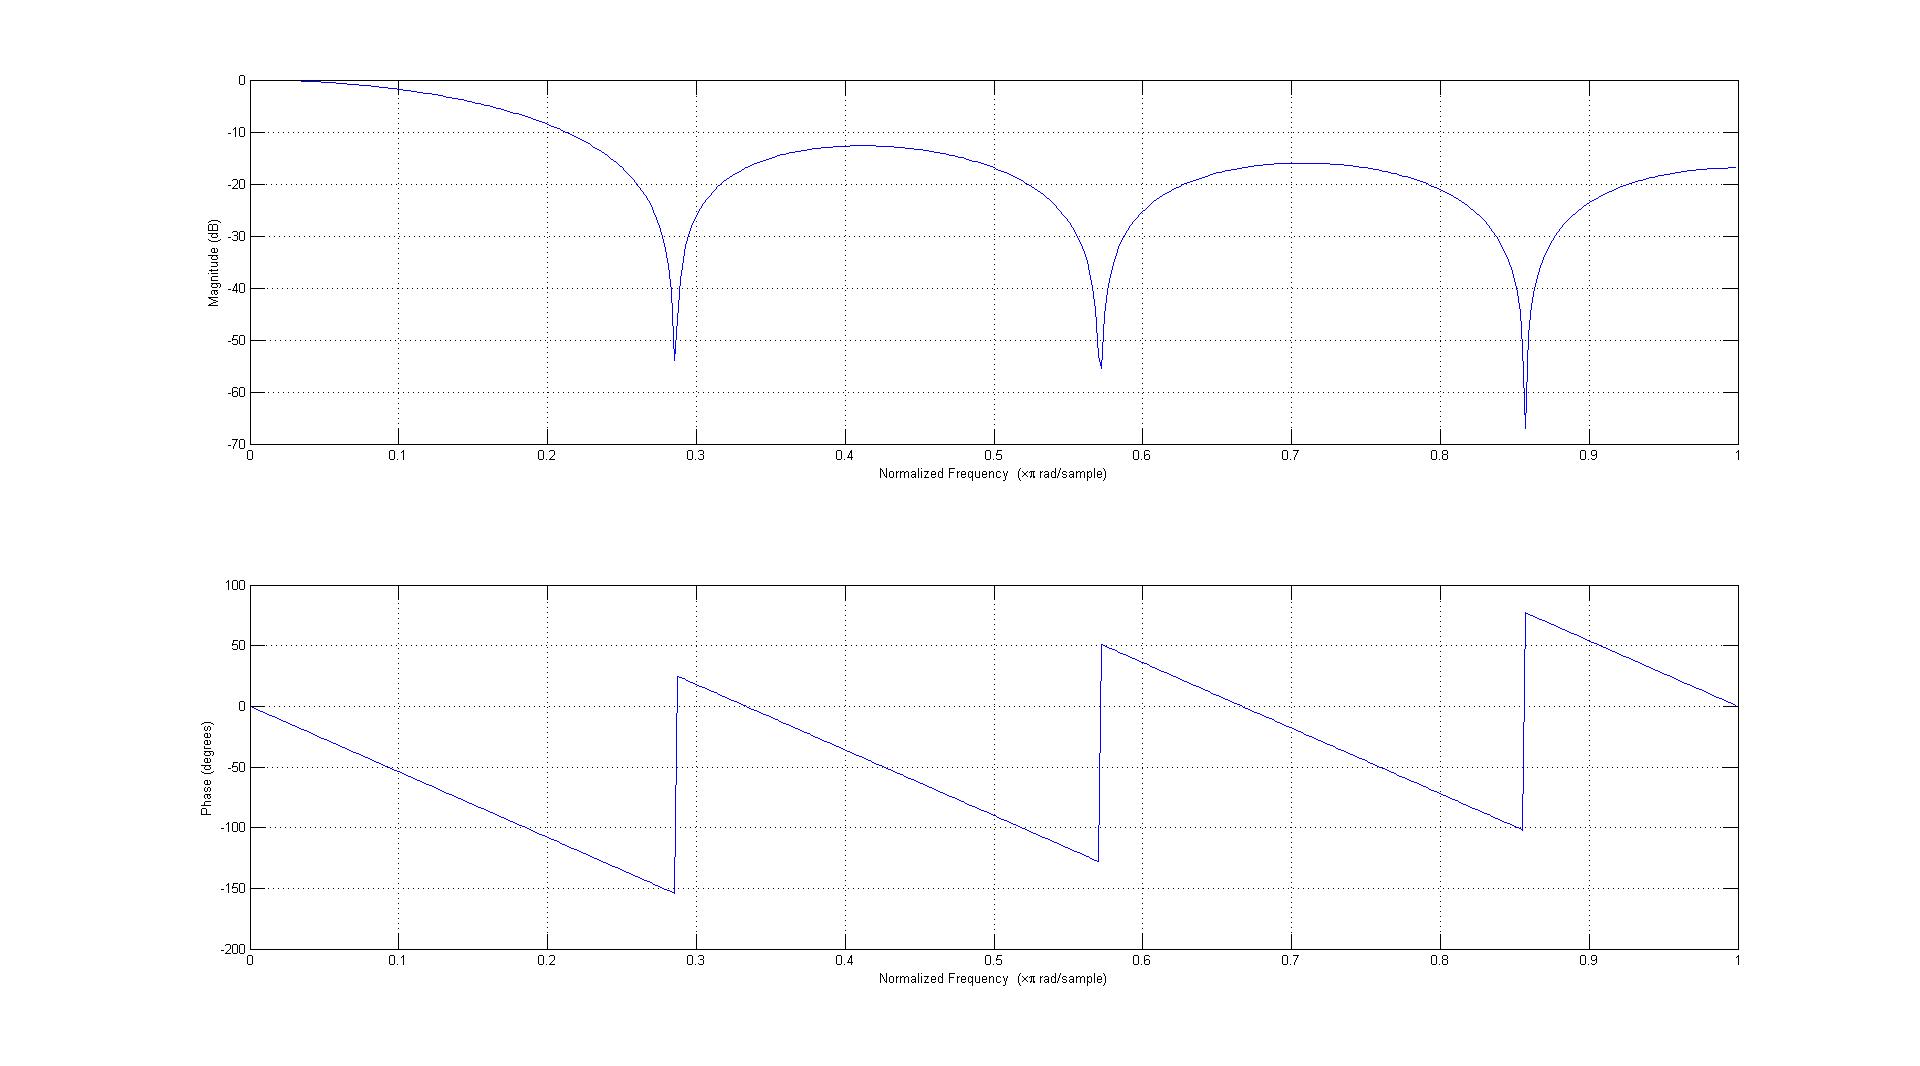 0
-10
-20
-30
-40
-50
-60
-70
Magnitude (dB)
0 0.1 0.2 0.3 0.4 0.5 0.6 0.7 0.8 0.9 1
Normalized Frequency (×π rad/sample)
100
50
0
-50
-100
-150
-200
Phase (degrees)
0 0.1 0.2 0.3 0.4 0.5 0.6 0.7 0.8 0.9 1
Normalized Frequency (×π rad/sample)